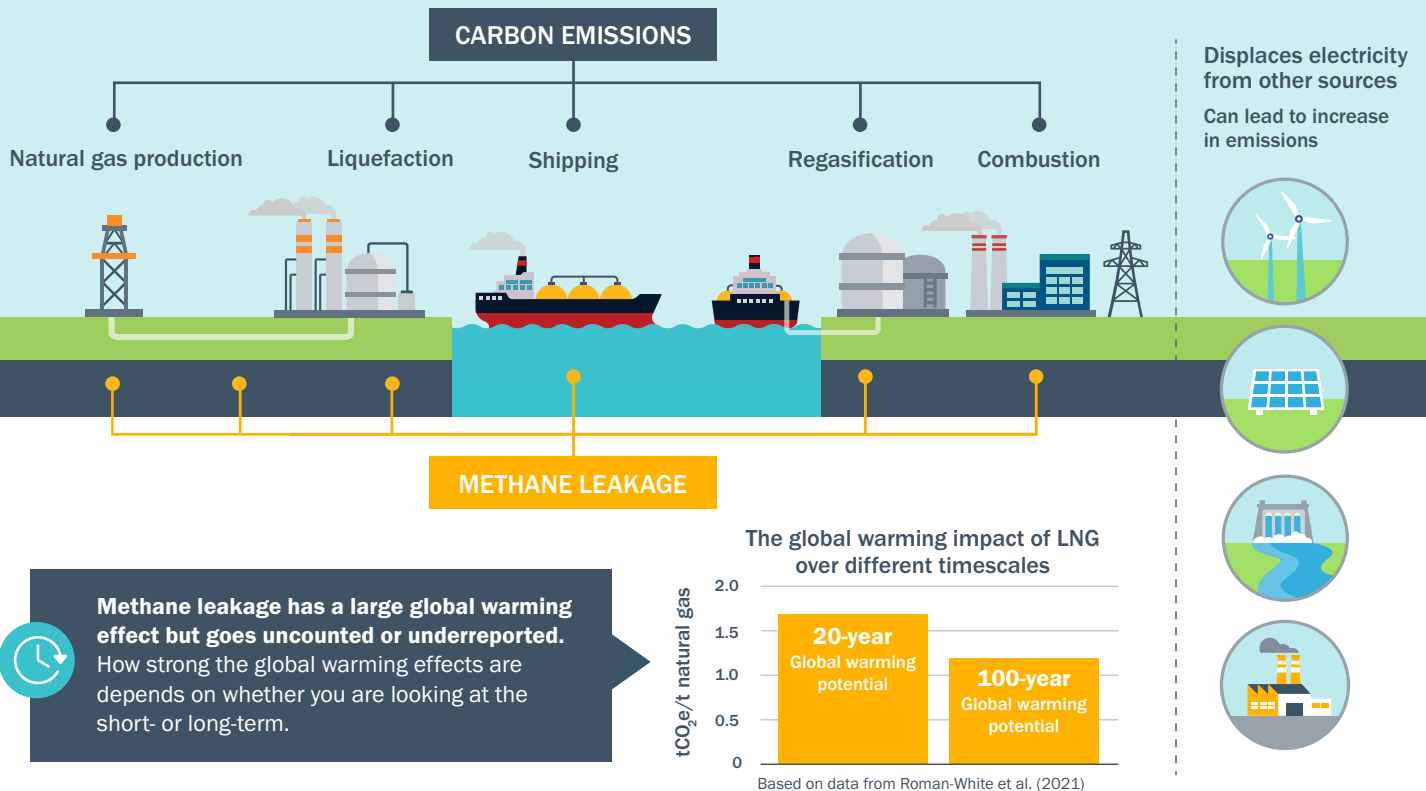 CARBON EMISSIONS
Natural gas production
Liquefaction
Shipping
Regasification
Combustion
Displaces electricity
from other sources
Can lead to increase
in emissions
METHANE LEAKAGE
Methane leakage has a large global warming
effect but goes uncounted or underreported.
How strong the global warming effects are
depends on whether you are looking at the
short- or long-term.
The global warming impact of LNG
over different timescales
tCO₂e/t natural gas
2.0
1.5
1.0
0.5
0
20-year
Global warming
potential
100-year
Global warming
potential
Based on data from Roman-White et al. (2021)